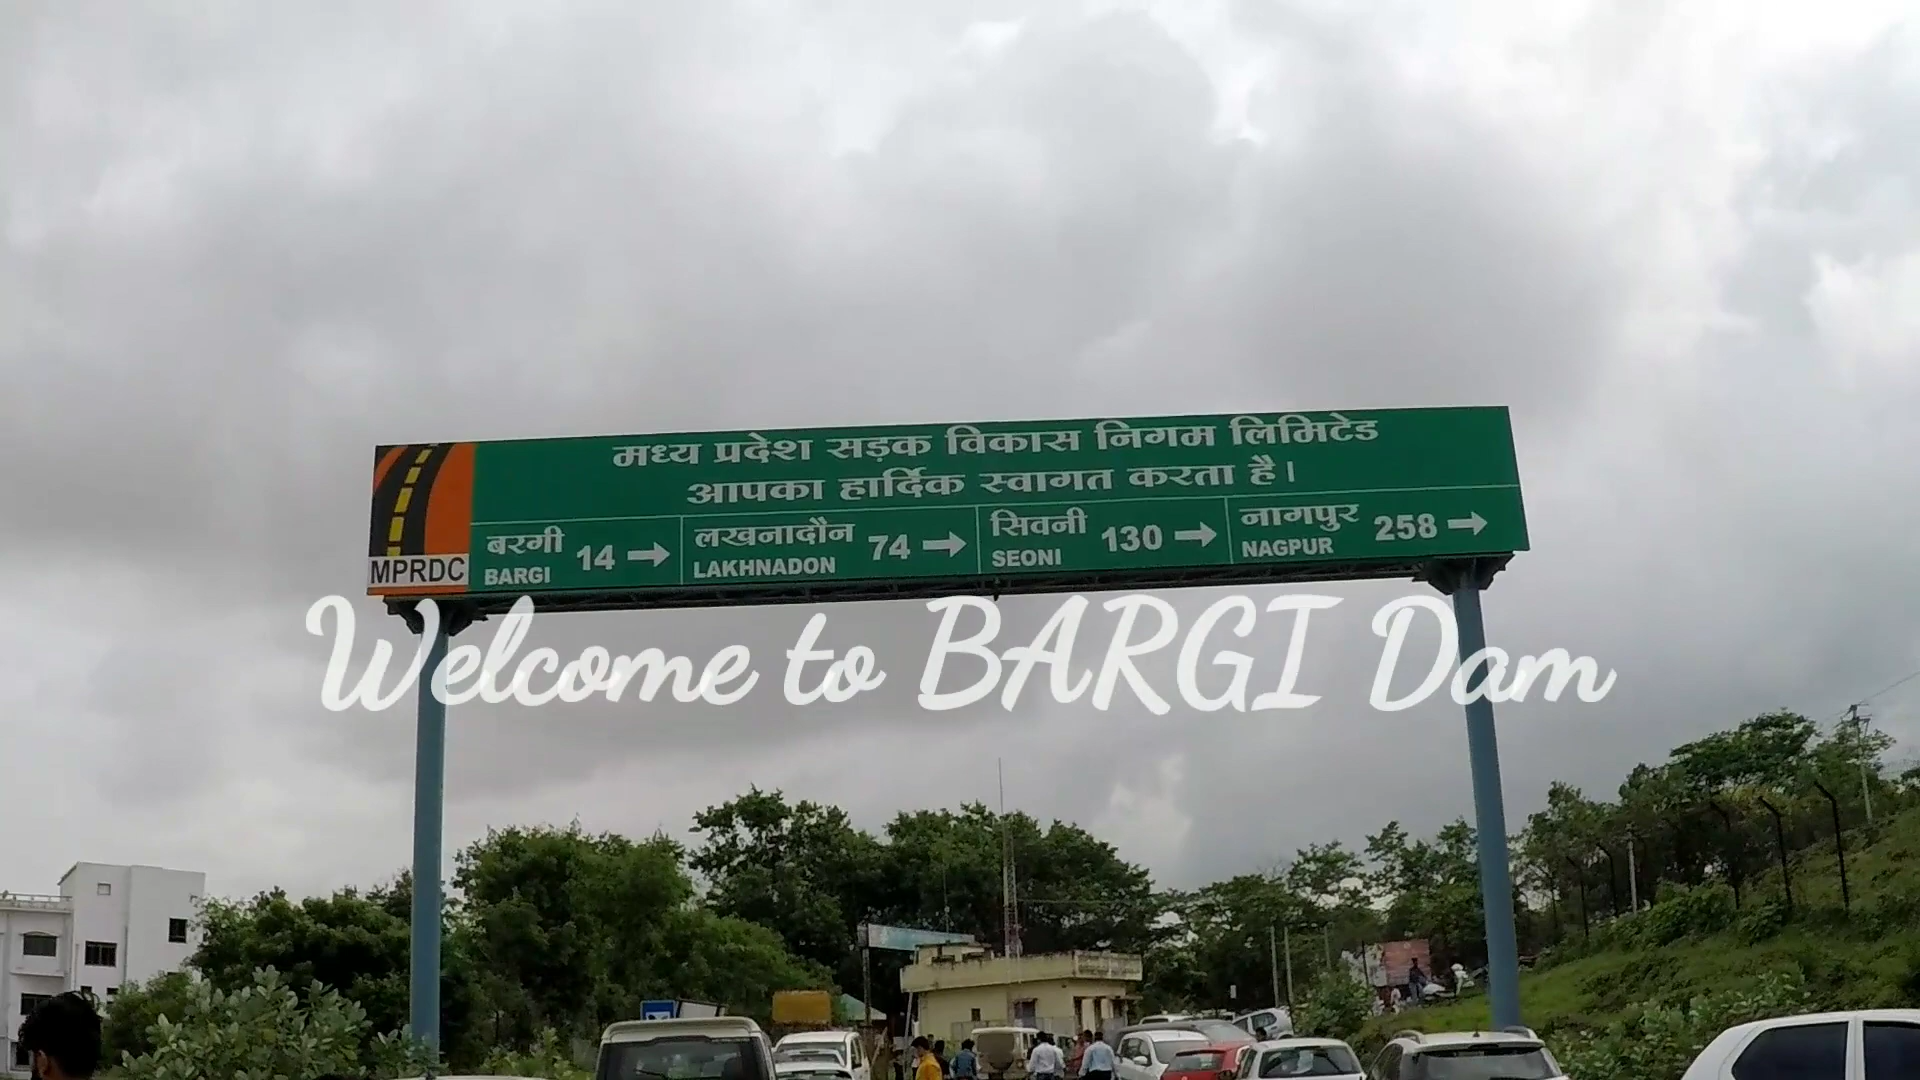 मध्य प्रदेश सड़क विकास निगम लिमिटेड
आपका हार्दिक स्वागत करता है।
MPRDC
बरगी
BARGI
14 →
लखनादौन
LAKHNADON
74 →
सिवनी
SEONI
130 →
नागपुर
NAGPUR
258 →
Welcome to BARGI Dam